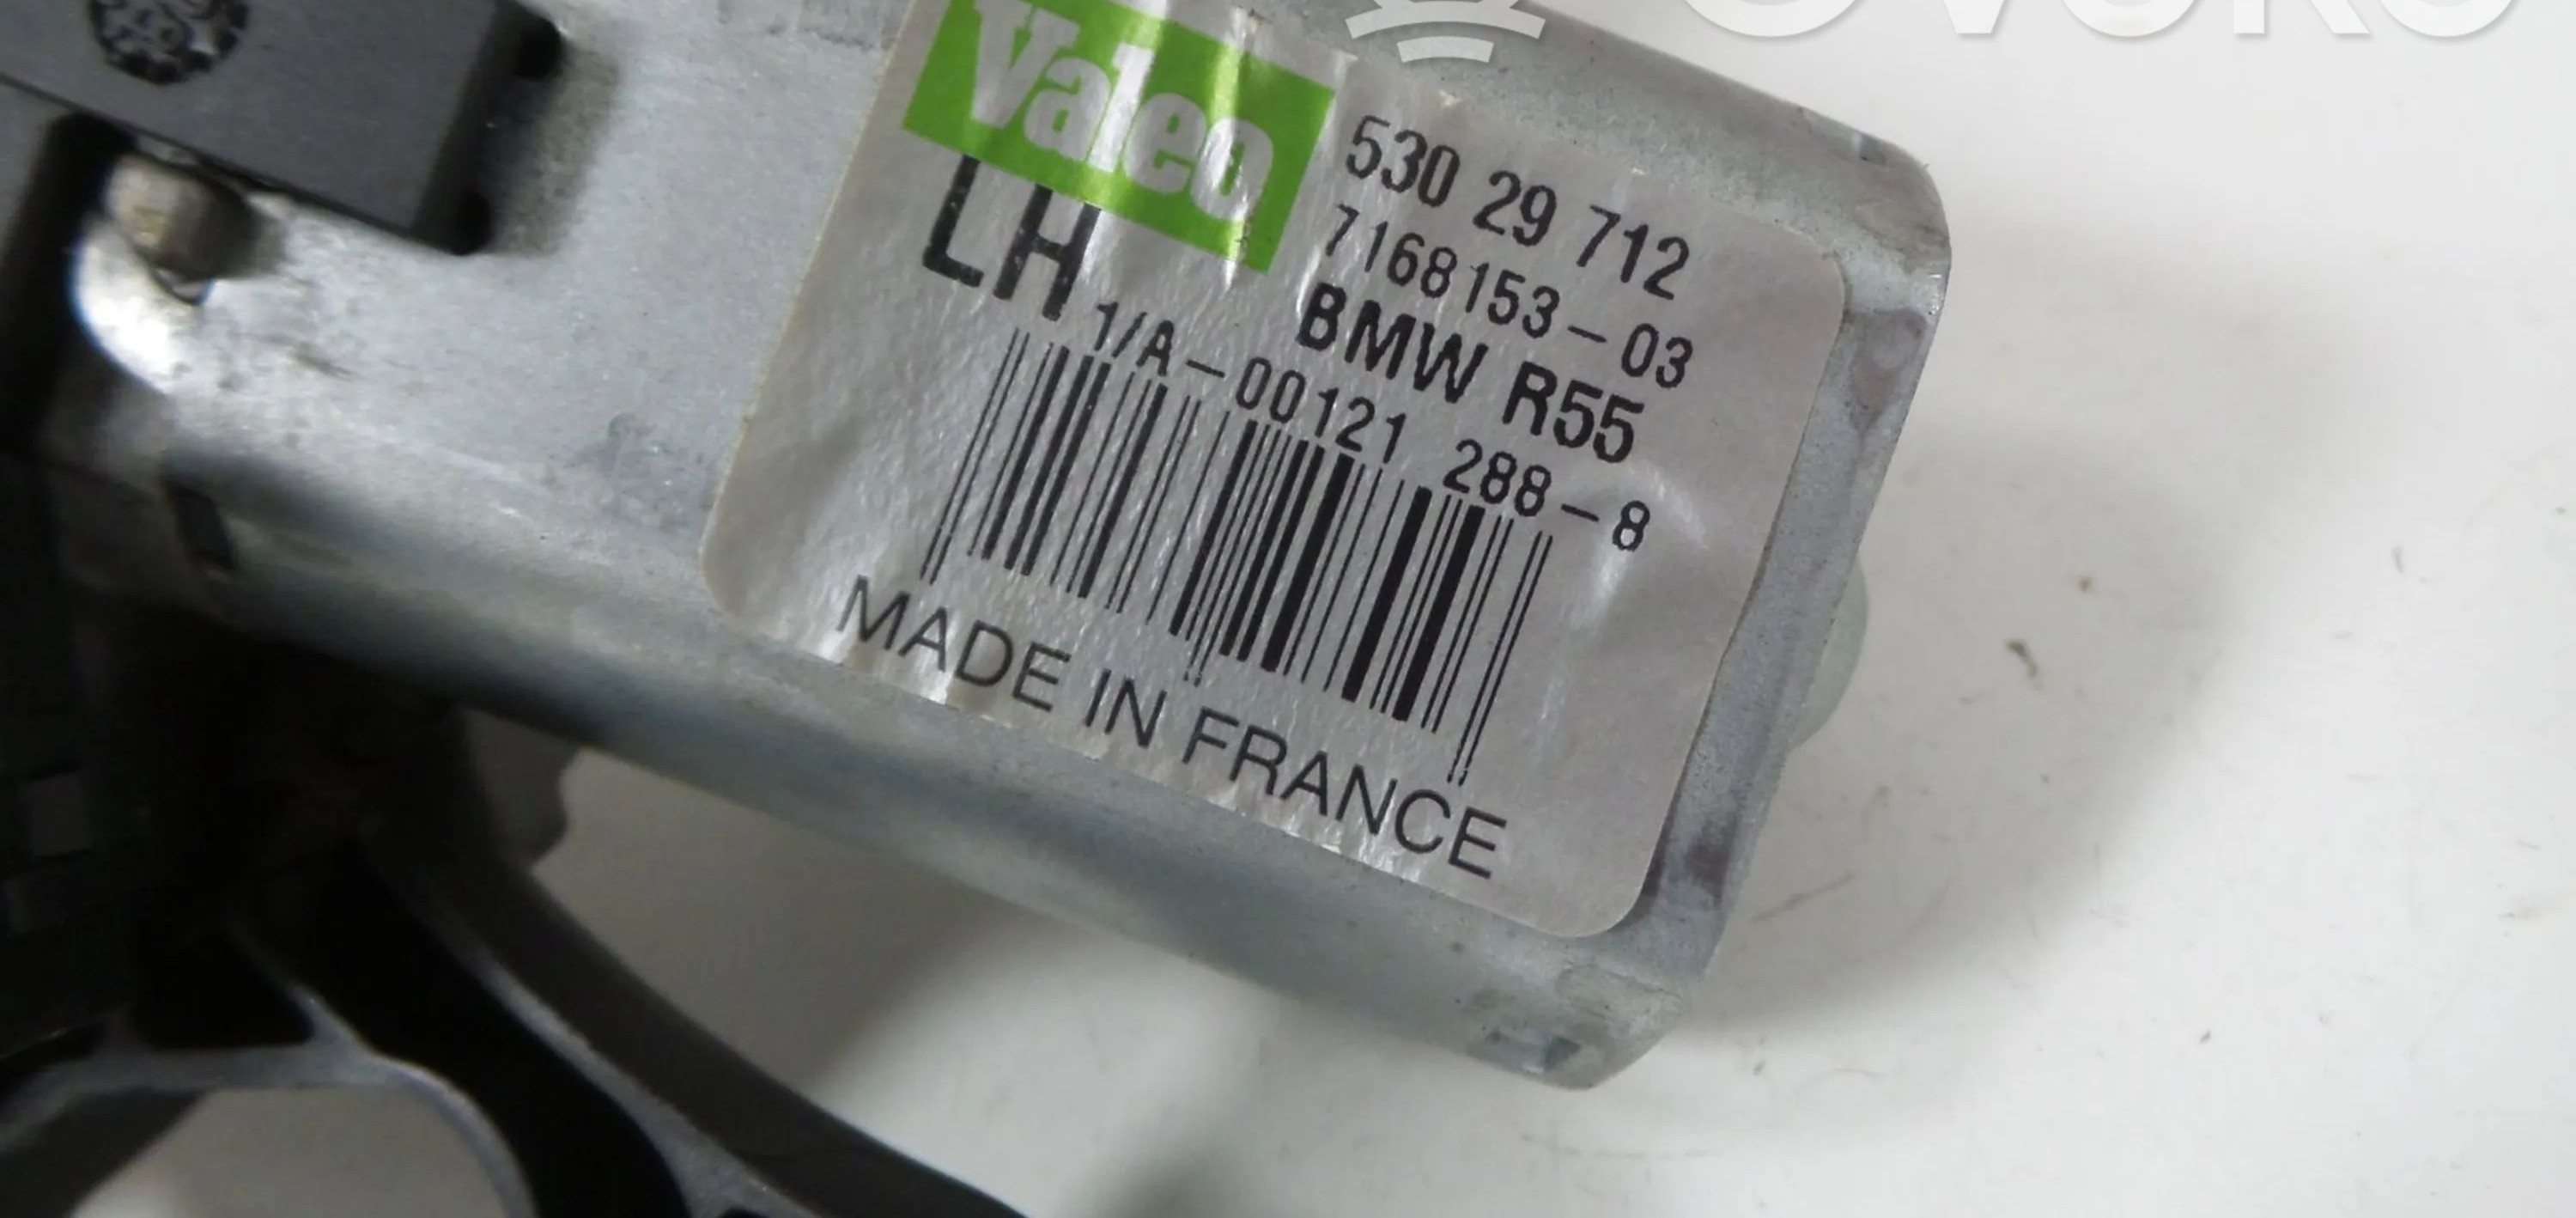 Valeo
530 29 712
7168153-03
LH
BMW R55
1/A-00121 288-8
MADE IN FRANCE